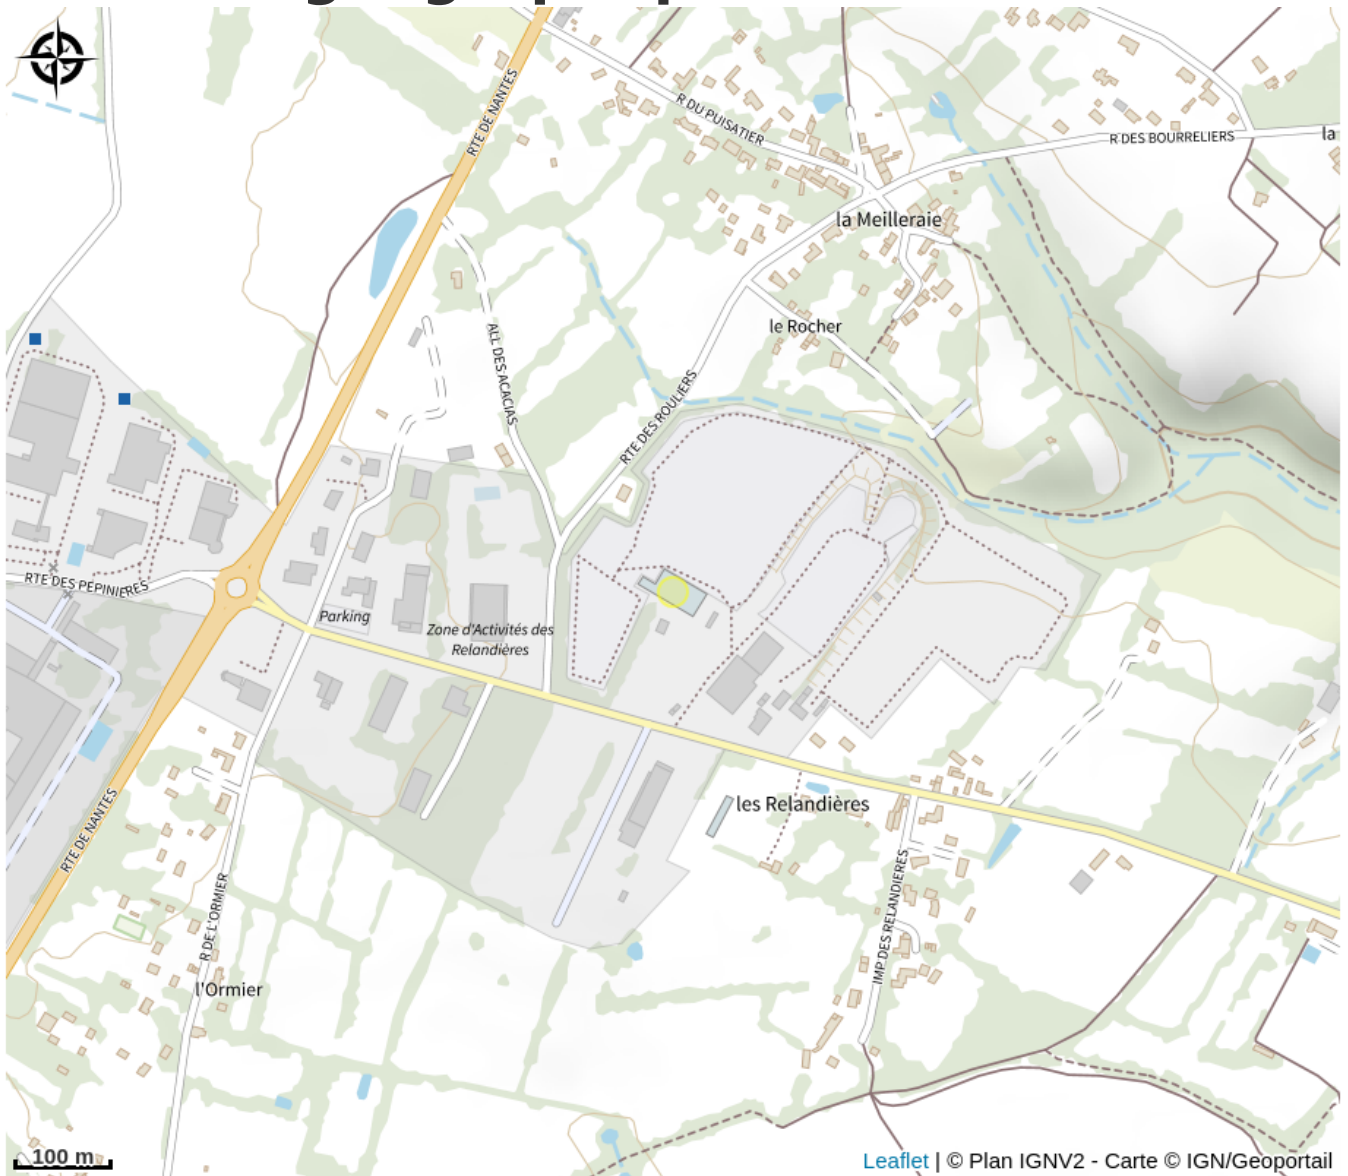 RTE DE NANTES
R DU PUISATIER
R DES BOURRELIERS
la
la Meilleraie
le Rocher
ALL DES ACACIAS
RTE DES ROULIERS
RTE DES PEPINIERES
Parking
Zone d'Activités des
Relandières
les Relandières
RTE DE NANTES
R DE L'ORMIER
IMP DES RELANDIERES
l'Ormier
100 m
Leaflet | © Plan IGNV2 - Carte © IGN/Geoportail